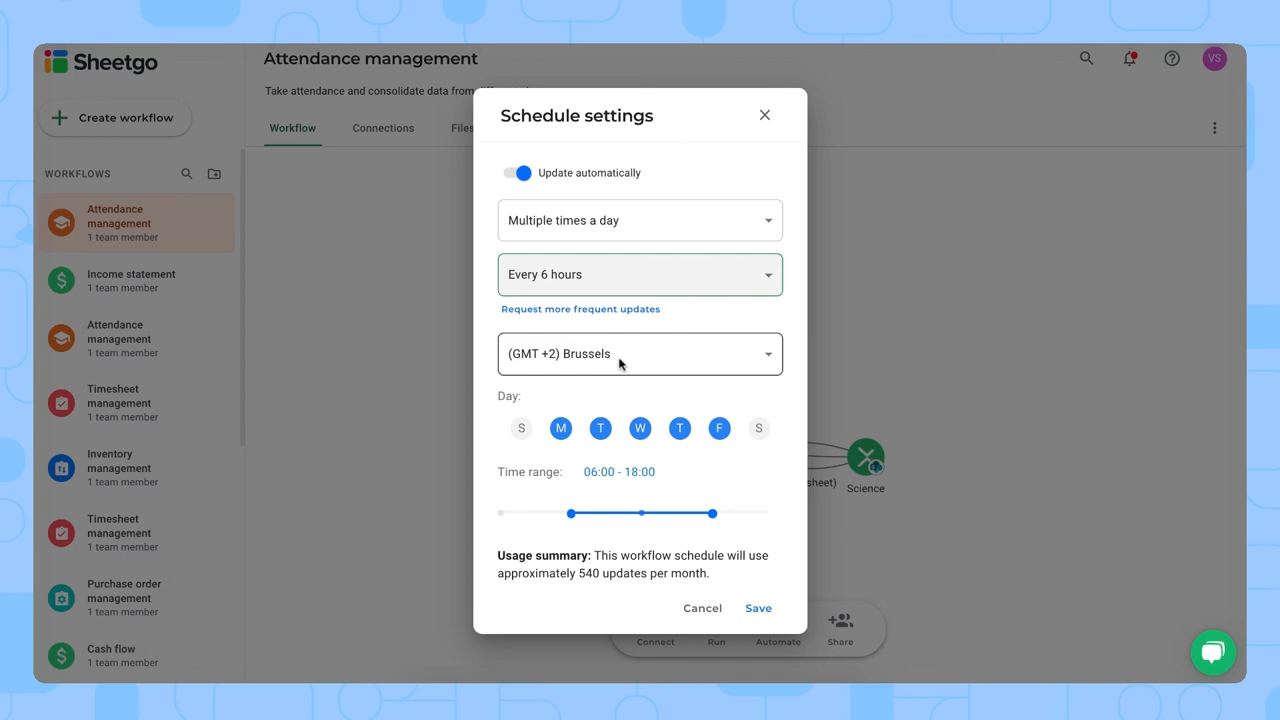 Sheetgo
Create workflow
WORKFLOWS
Attendance
management
1 team member
Income statement
1 team member
Attendance
management
1 team member
Timesheet
management
1 team member
Inventory
management
1 team member
Timesheet
management
1 team member
Purchase order
management
1 team member
Cash flow
1 team member
Attendance management
VS
Take attendance and consolidate data from
Workflow
Connections
Files
Schedule settings
Update automatically
Multiple times a day
Every 6 hours
Request more frequent updates
(GMT +2) Brussels
Day:
S M T W T F S
Time range: 06:00 - 18:00
Usage summary: This workflow schedule will use
approximately 540 updates per month.
Cancel Save
sheet)
Science
Connect
Run
Automate
Share